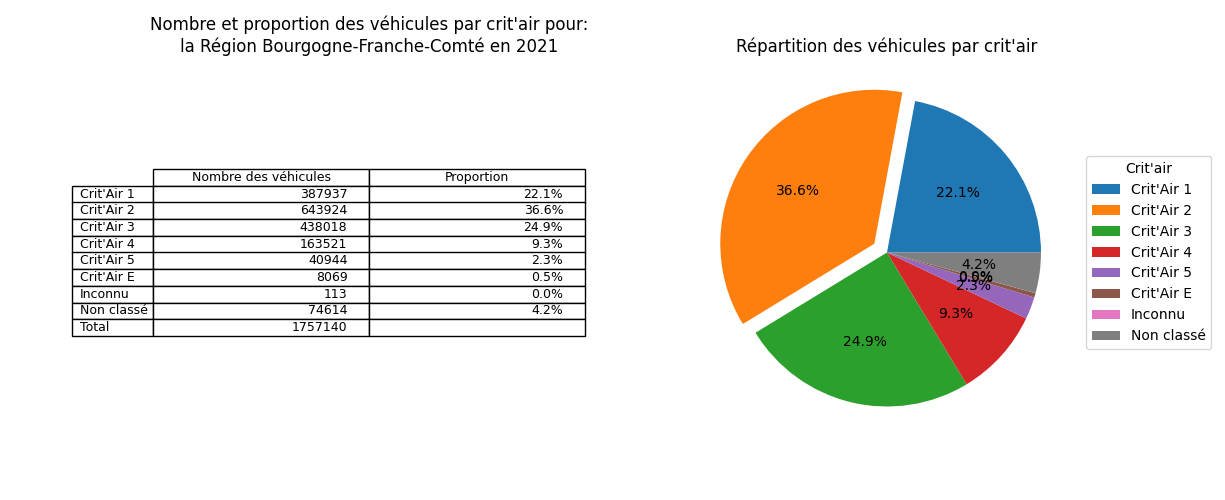 Nombre et proportion des véhicules par crit'air pour:
la Région Bourgogne-Franche-Comté en 2021
Nombre des véhicules Proportion
Crit'Air 1 387937 22.1%
Crit'Air 2 643924 36.6%
Crit'Air 3 438018 24.9%
Crit'Air 4 163521 9.3%
Crit'Air 5 40944 2.3%
Crit'Air E 8069 0.5%
Inconnu 113 0.0%
Non classé 74614 4.2%
Total 1757140
Répartition des véhicules par crit'air
36.6%
22.1%
4.2%
0.0%
0.5%
2.3%
9.3%
24.9%
Crit'air
Crit'Air 1
Crit'Air 2
Crit'Air 3
Crit'Air 4
Crit'Air 5
Crit'Air E
Inconnu
Non classé